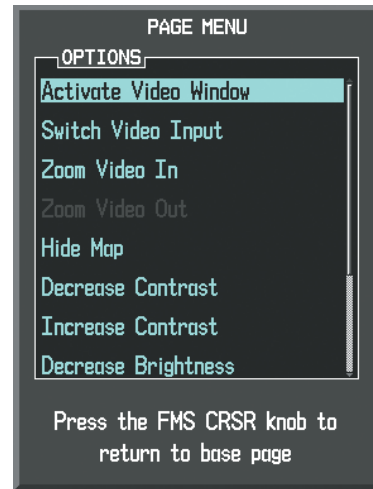 PAGE MENU
OPTIONS
Activate Video Window
Switch Video Input
Zoom Video In
Zoom Video Out
Hide Map
Decrease Contrast
Increase Contrast
Decrease Brightness
Press the FMS CRSR knob to
return to base page